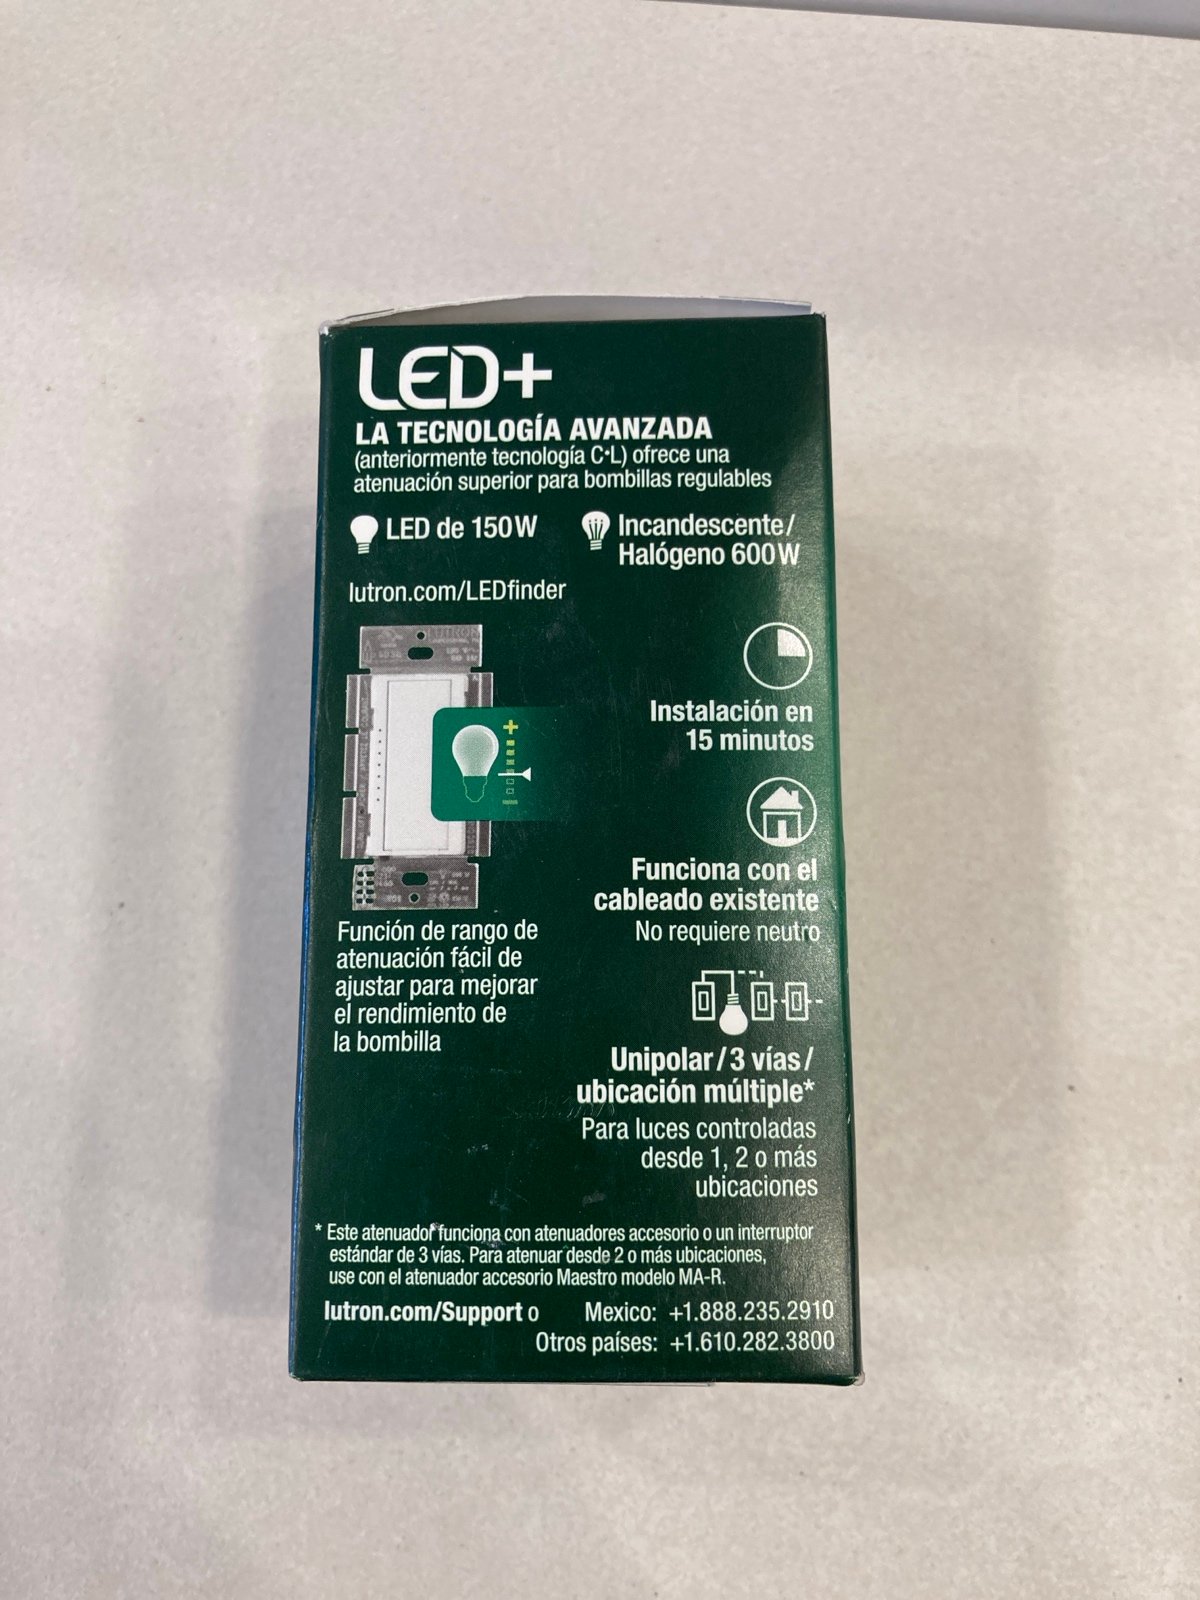 LED+
LA TECNOLOGÍA AVANZADA
(anteriormente tecnología C•L) ofrece una
atenuación superior para bombillas regulables
LED de 150W
Incandescente/
Halógeno 600W
lutron.com/LEDfinder
LUTRON
Instalación en
15 minutos
Funciona con el
cableado existente
No requiere neutro
Función de rango de
atenuación fácil de
ajustar para mejorar
el rendimiento de
la bombilla
Unipolar/3 vías/
ubicación múltiple*
Para luces controladas
desde 1, 2 o más
ubicaciones
* Este atenuador funciona con atenuadores accesorio o un interruptor
estándar de 3 vías. Para atenuar desde 2 o más ubicaciones,
use con el atenuador accesorio Maestro modelo MA-R.
lutron.com/Support o Mexico: +1.888.235.2910
Otros países: +1.610.282.3800